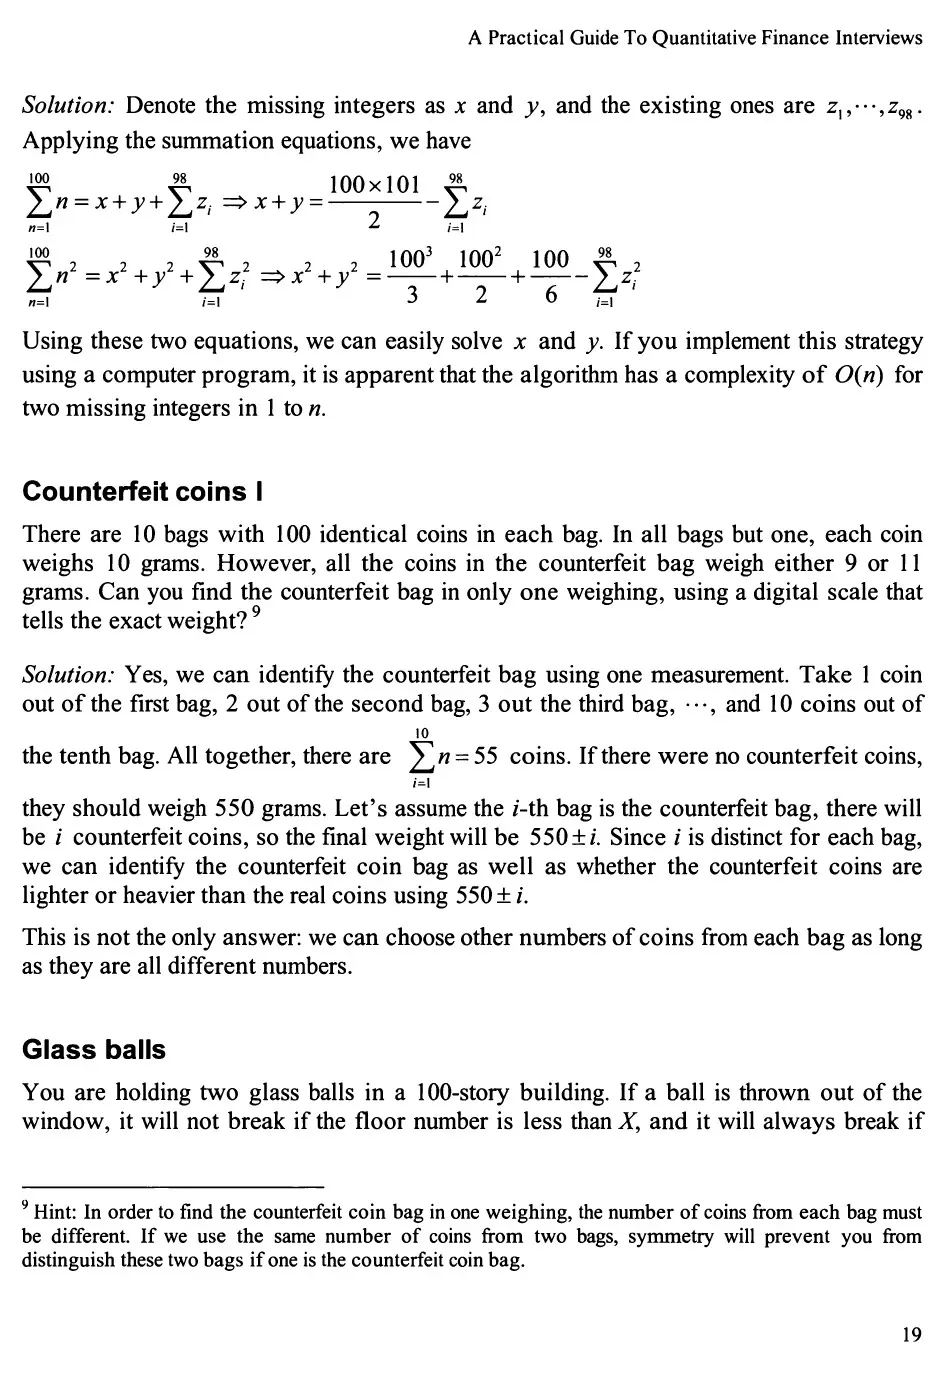 A Practical Guide To Quantitative Finance Interviews
Solution: Denote the missing integers as x and y, and the existing ones are z₁,⋯,z₉₈.
Applying the summation equations, we have
∑_{n=1}^{100} n = x + y + ∑_{i=1}^{98} z_i ⇒ x + y = (100×101)/2 − ∑_{i=1}^{98} z_i
∑_{n=1}^{100} n² = x² + y² + ∑_{i=1}^{98} z_i² ⇒ x² + y² = 100³/3 + 100²/2 + 100/6 − ∑_{i=1}^{98} z_i²
Using these two equations, we can easily solve x and y. If you implement this strategy
using a computer program, it is apparent that the algorithm has a complexity of O(n) for
two missing integers in 1 to n.
Counterfeit coins I
There are 10 bags with 100 identical coins in each bag. In all bags but one, each coin
weighs 10 grams. However, all the coins in the counterfeit bag weigh either 9 or 11
grams. Can you find the counterfeit bag in only one weighing, using a digital scale that
tells the exact weight? ⁹
Solution: Yes, we can identify the counterfeit bag using one measurement. Take 1 coin
out of the first bag, 2 out of the second bag, 3 out the third bag, ⋯, and 10 coins out of
the tenth bag. All together, there are ∑_{i=1}^{10} n = 55 coins. If there were no counterfeit coins,
they should weigh 550 grams. Let's assume the i-th bag is the counterfeit bag, there will
be i counterfeit coins, so the final weight will be 550 ± i. Since i is distinct for each bag,
we can identify the counterfeit coin bag as well as whether the counterfeit coins are
lighter or heavier than the real coins using 550 ± i.
This is not the only answer: we can choose other numbers of coins from each bag as long
as they are all different numbers.
Glass balls
You are holding two glass balls in a 100-story building. If a ball is thrown out of the
window, it will not break if the floor number is less than X, and it will always break if
⁹ Hint: In order to find the counterfeit coin bag in one weighing, the number of coins from each bag must
be different. If we use the same number of coins from two bags, symmetry will prevent you from
distinguish these two bags if one is the counterfeit coin bag.
19